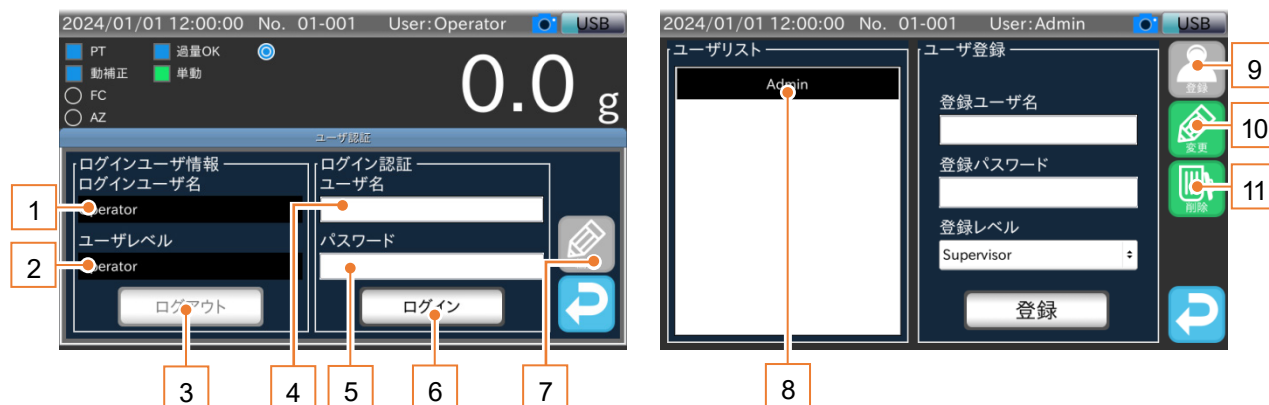 2024/01/01 12:00:00 No. 01-001 User:Operator USB
PT 過量OK
動補正 単動
FC
AZ
0.0 g
ユーザ認証
ログインユーザ情報
ログインユーザ名
Operator
ユーザレベル
Operator
ログアウト
ログイン認証
ユーザ名
パスワード
ログイン
1
2
3
4
5
6
7
2024/01/01 12:00:00 No. 01-001 User:Admin USB
ユーザリスト
Admin
ユーザ登録
登録ユーザ名
登録パスワード
登録レベル
Supervisor
登録
登録
変更
削除
8
9
10
11